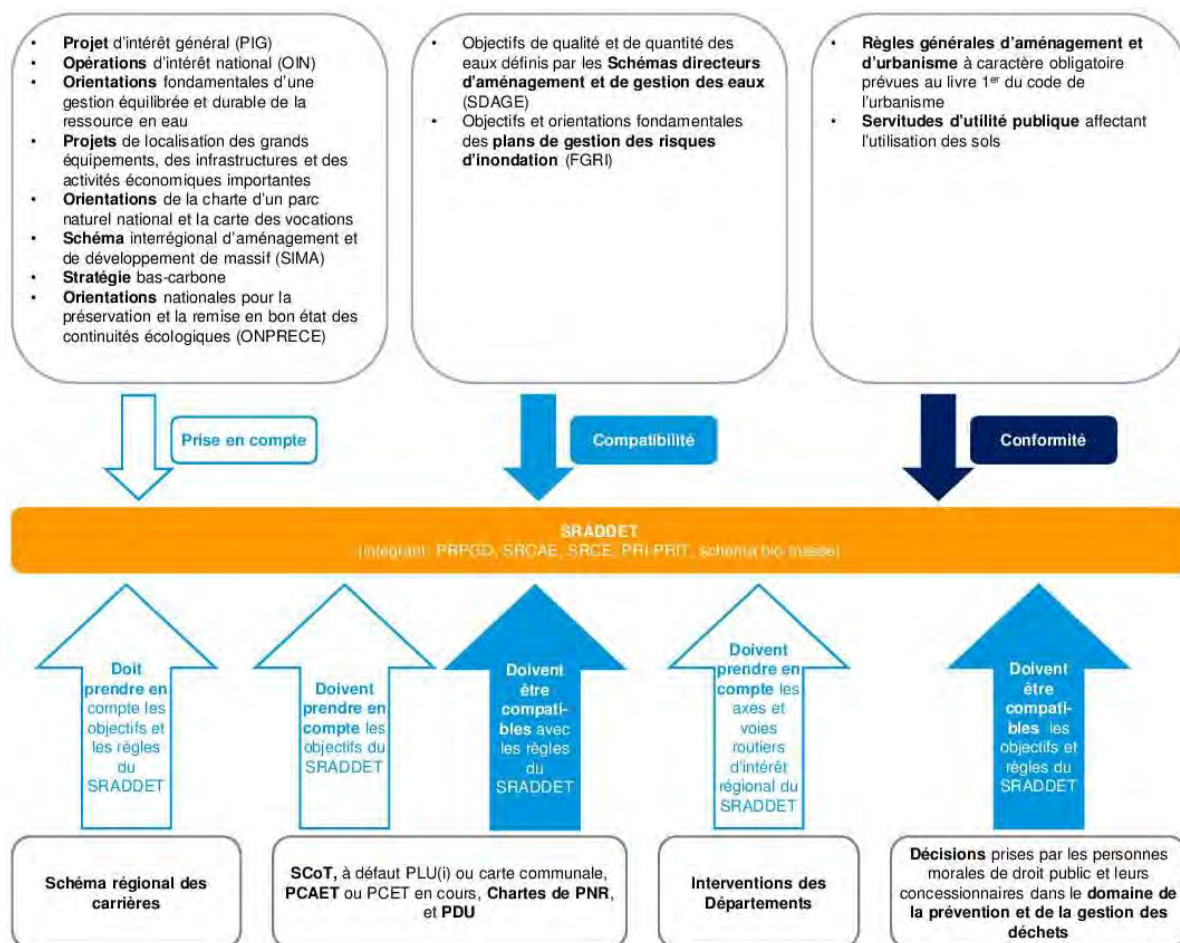 • Projet d'intérêt général (PIG)
• Opérations d'intérêt national (OIN)
• Orientations fondamentales d'une
gestion équilibrée et durable de la
ressource en eau
• Projets de localisation des grands
équipements, des infrastructures et des
activités économiques importantes
• Orientations de la charte d'un parc
naturel national et la carte des vocations
• Schéma interrégional d'aménagement et
de développement de massif (SIMA)
• Stratégie bas-carbone
• Orientations nationales pour la
préservation et la remise en bon état des
continuités écologiques (ONPRECE)
• Objectifs de qualité et de quantité des
eaux définis par les Schémas directeurs
d'aménagement et de gestion des eaux
(SDAGE)
• Objectifs et orientations fondamentales
des plans de gestion des risques
d'inondation (FGRI)
• Règles générales d'aménagement et
d'urbanisme à caractère obligatoire
prévues au livre 1er du code de
l'urbanisme
• Servitudes d'utilité publique affectant
l'utilisation des sols
Prise en compte
Compatibilité
Conformité
SRADDET
(intégrant PRPGD, SRCAE, SRCE, PRI-PRIT, schéma bio masse)
Doit
prendre en
compte les
objectifs et
les règles
du
SRADDET
Doivent
prendre en
compte les
objectifs du
SRADDET
Doivent
être
compati-
bles avec
les règles
du
SRADDET
Doivent
prendre en
compte les
axes et
voies
routiers
d'intérêt
régional du
SRADDET
Doivent
être
compati-
bles les
objectifs et
règles du
SRADDET
Schéma régional des
carrières
SCoT, à défaut PLU(i) ou carte communale,
PCAET ou PCET en cours, Chartes de PNR,
et PDU
Interventions des
Départements
Décisions prises par les personnes
morales de droit public et leurs
concessionnaires dans le domaine de
la prévention et de la gestion des
déchets